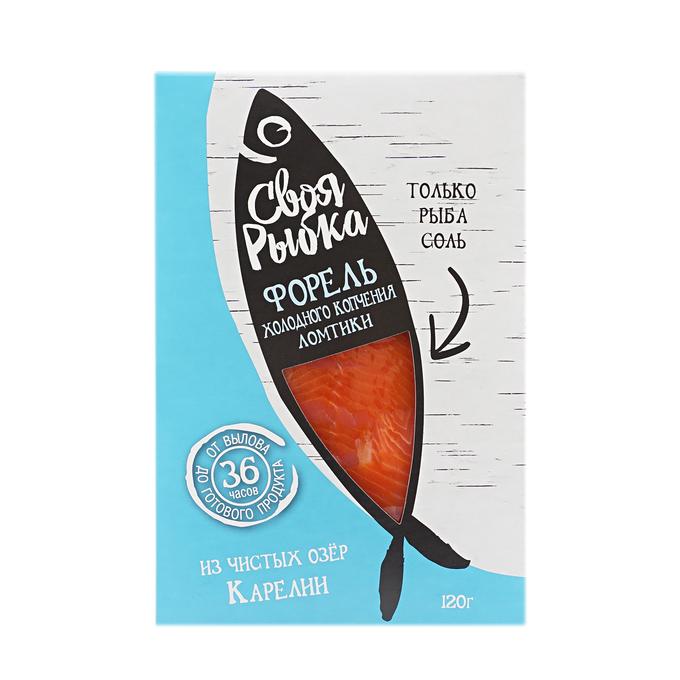 Своя
Рыбка
ФОРЕЛЬ
ХОЛОДНОГО КОПЧЕНИЯ
ЛОМТИКИ
ТОЛЬКО
РЫБА
СОЛЬ
ОТ ВЫЛОВА
36
часов
ДО ГОТОВОГО ПРОДУКТА
ИЗ ЧИСТЫХ ОЗЁР
КАРЕЛИИ
120г